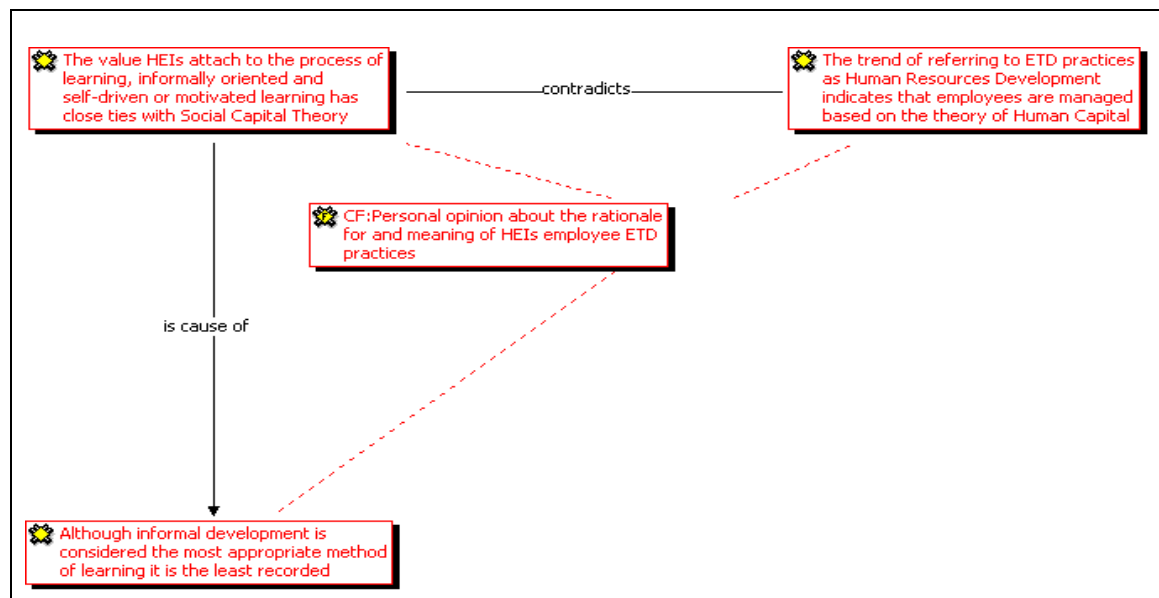 The value HEIs attach to the process of
learning, informally oriented and
self-driven or motivated learning has
close ties with Social Capital Theory
contradicts
The trend of referring to ETD practices
as Human Resources Development
indicates that employees are managed
based on the theory of Human Capital
CF:Personal opinion about the rationale
for and meaning of HEIs employee ETD
practices
is cause of
Although informal development is
considered the most appropriate method
of learning it is the least recorded